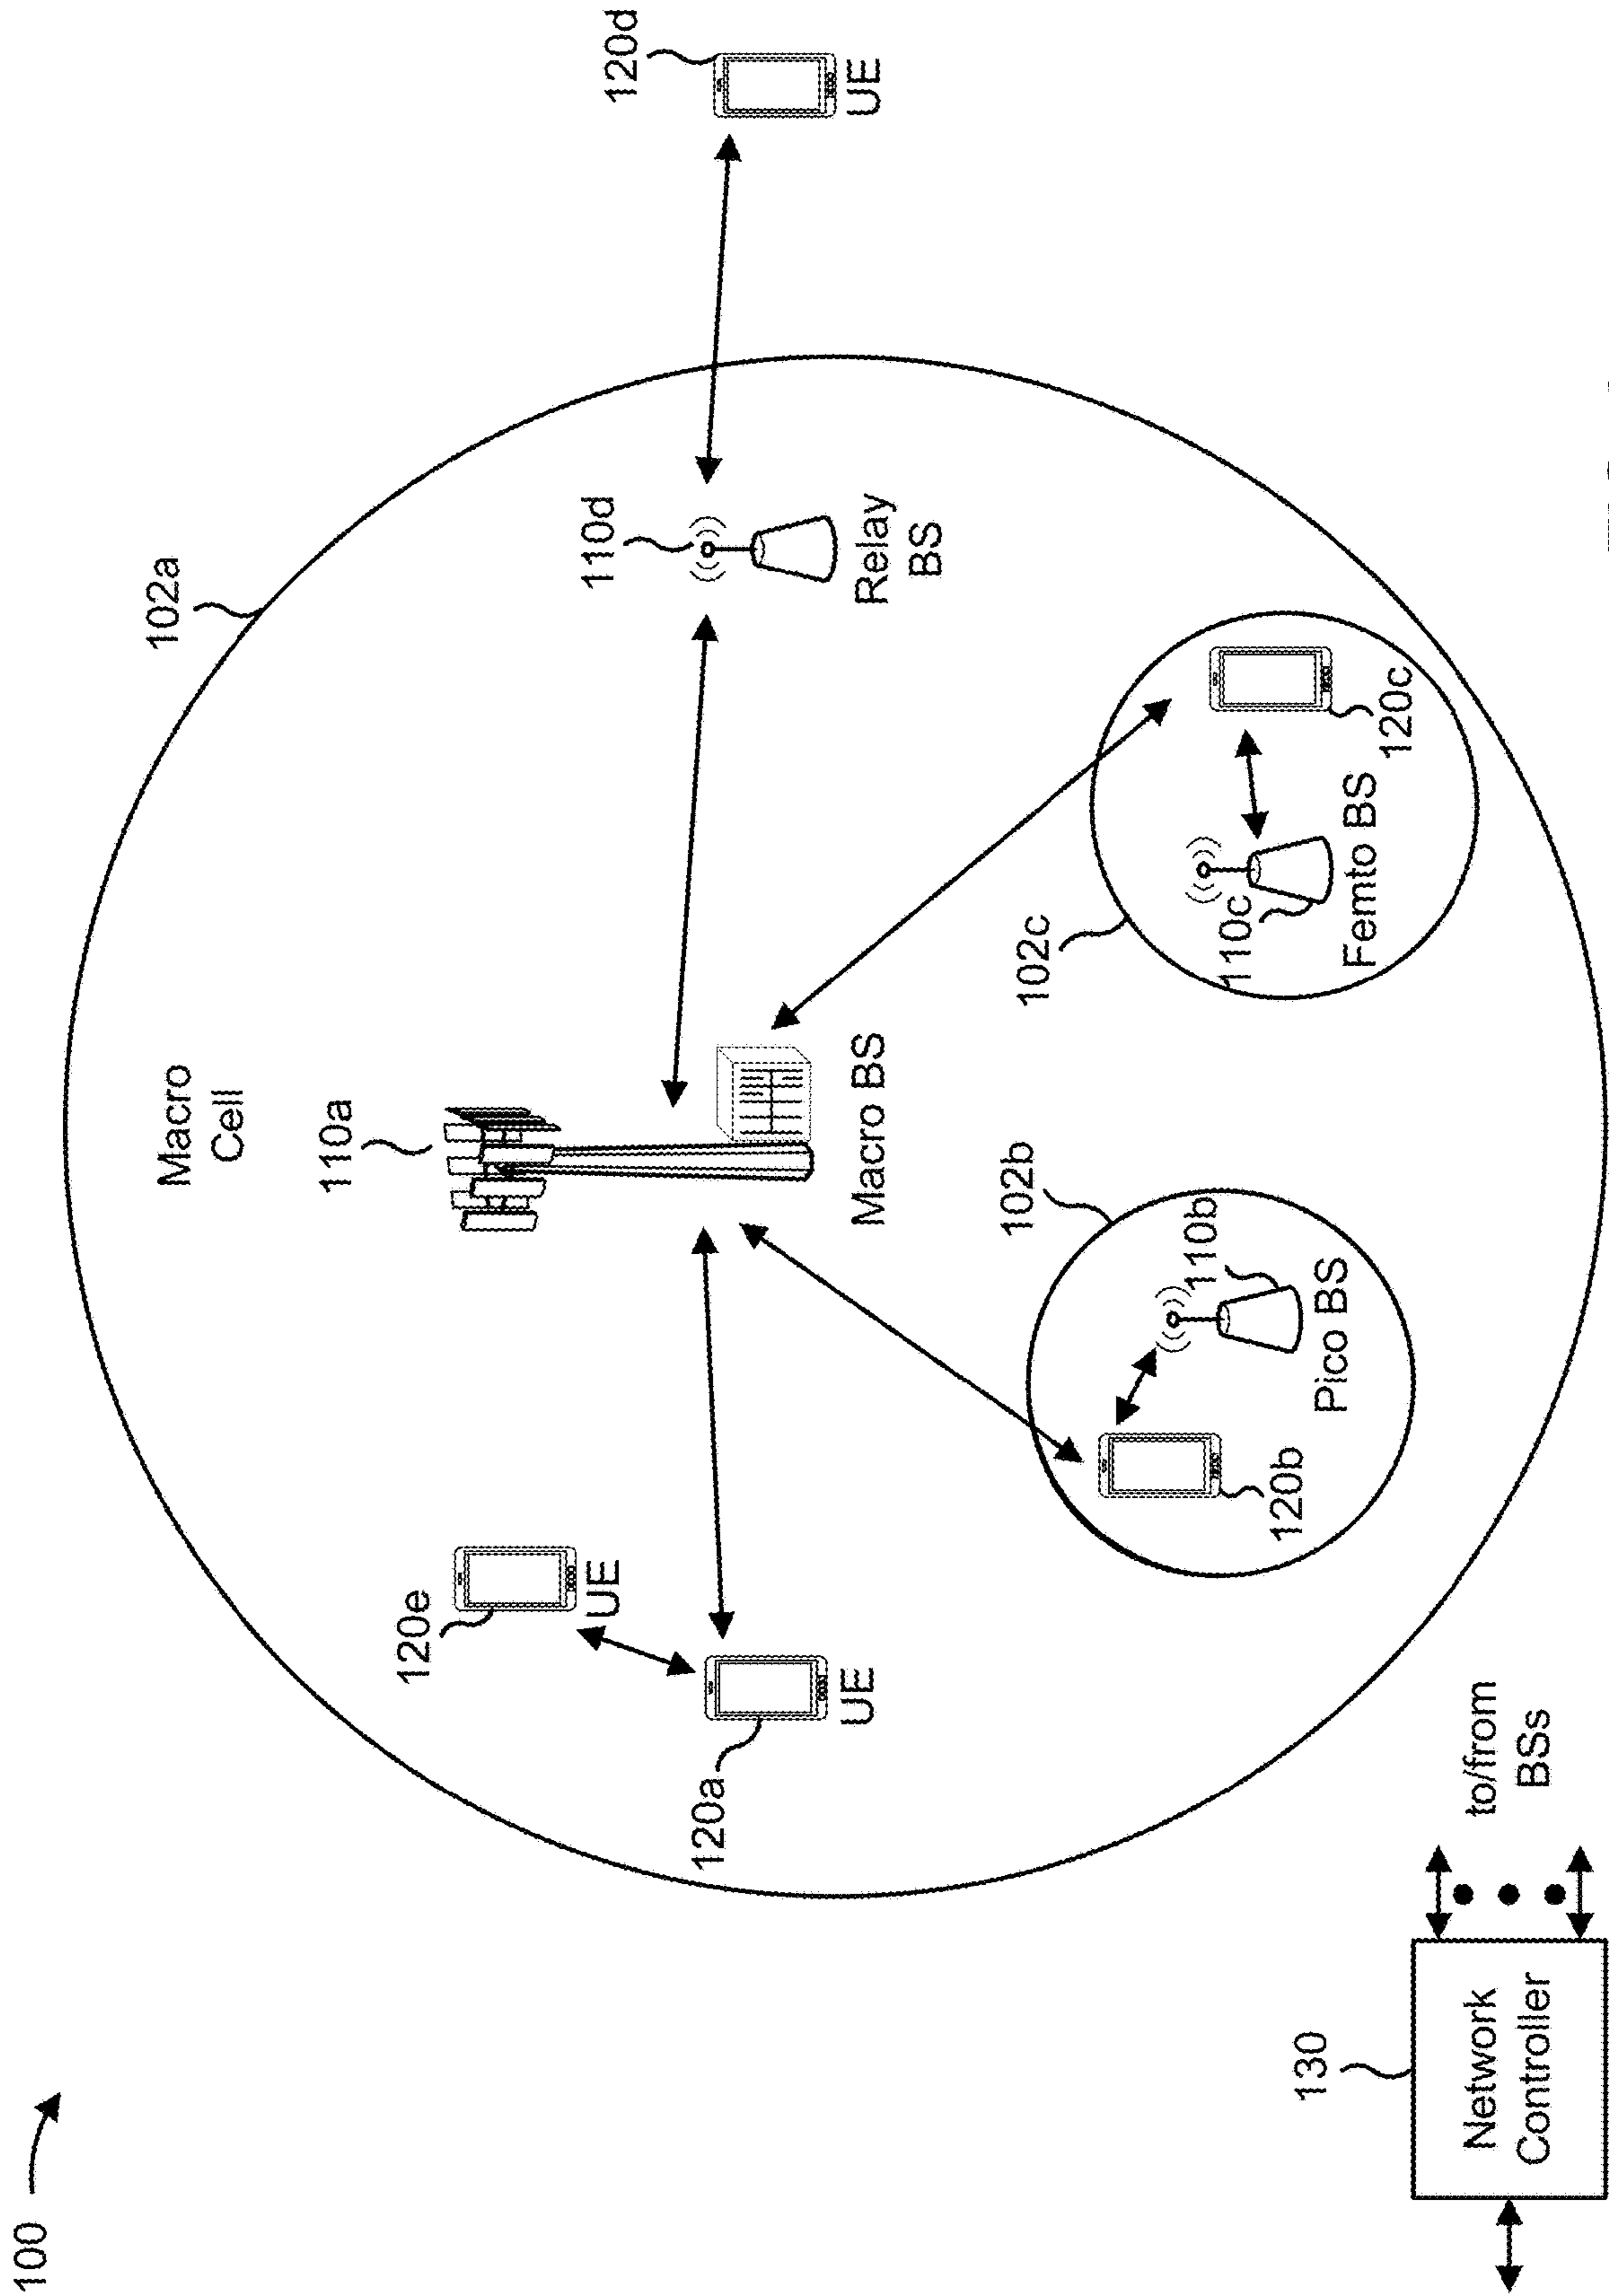 100
102a
Macro
Cell
110a
120d
UE
110d
Relay
BS
120e
UE
120a
UE
Macro BS
102b
110b
Pico BS
120b
102c
110c
Femto BS
120c
130
Network
Controller
to/from
BSs